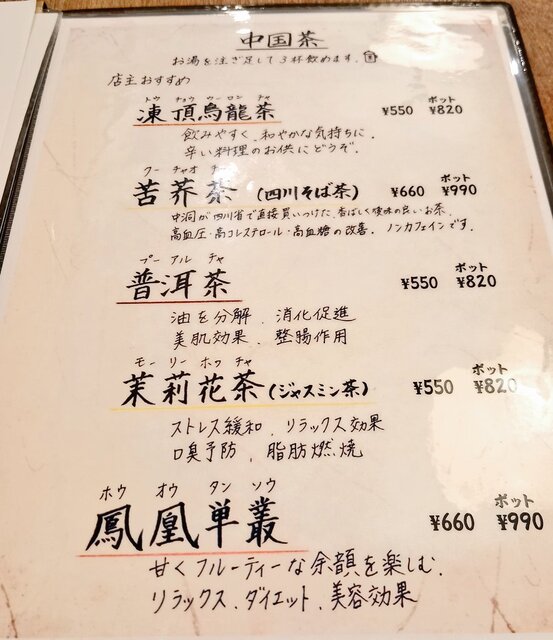 中国茶
お湯を注ぎ足して3杯飲めます。
店主おすすめ
トウ チョウ ウーロン チャ
凍頂烏龍茶 ¥550 ポット ¥820
飲みやすく、和やかな気持ちに。
辛い料理のお供にどうぞ。
クーチャオ チャ
苦荞茶(四川そば茶) ¥660 ポット ¥990
中洞が四川省で直接買いつけた、香ばしく後味の良いお茶。
高血圧・高コレステロール・高血糖の改善。ノンカフェインです。
プー アル チャ
普洱茶 ¥550 ポット ¥820
油を分解、消化促進
美肌効果、整腸作用
モー リー ホゥ チャ
茉莉花茶(ジャスミン茶) ¥550 ポット ¥820
ストレス緩和、リラックス効果
口臭予防、脂肪燃焼
ホウ オウ タン ソウ
鳳凰単叢 ¥660 ポット ¥990
甘くフルーティーな余韻を楽しむ。
リラックス、ダイエット、美容効果